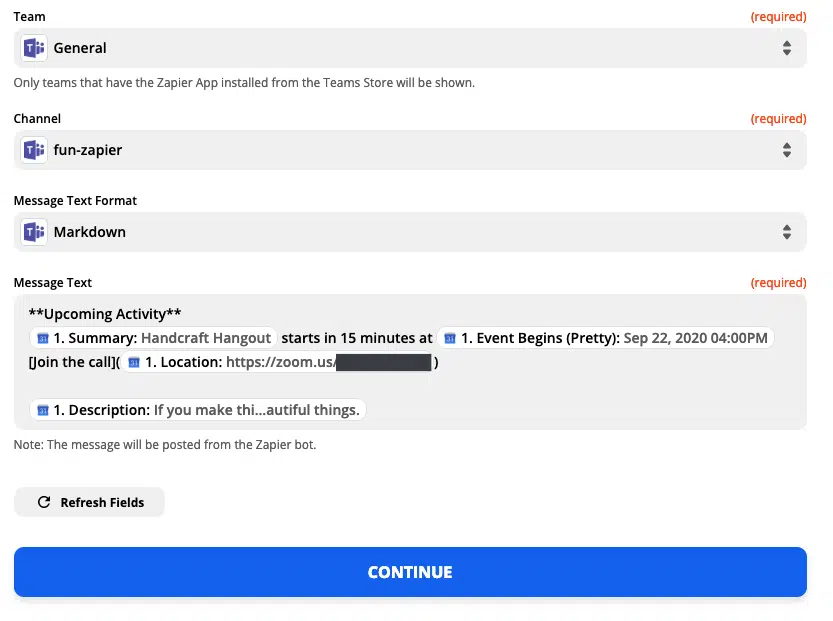 Team (required)
General
Only teams that have the Zapier App installed from the Teams Store will be shown.
Channel (required)
fun-zapier
Message Text Format
Markdown
Message Text (required)
**Upcoming Activity**
1. Summary: Handcraft Hangout starts in 15 minutes at 1. Event Begins (Pretty): Sep 22, 2020 04:00PM
[Join the call]( 1. Location: https://zoom.us/ )
1. Description: If you make thi...autiful things.
Note: The message will be posted from the Zapier bot.
Refresh Fields
CONTINUE